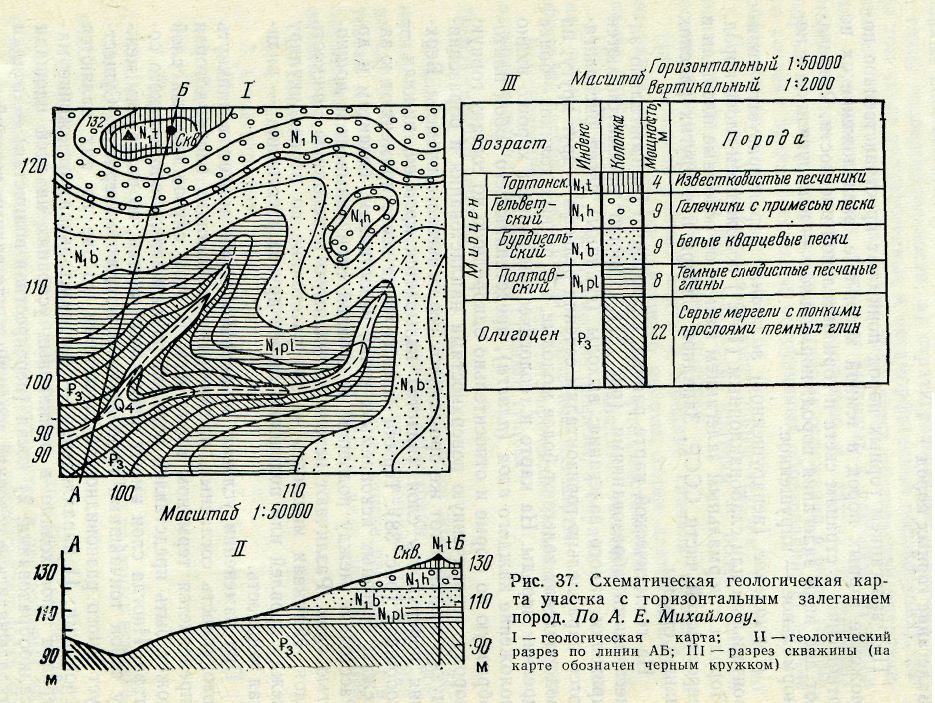 Б
I
132
N₁t
Скв.
N₁h
120
N₁h
N₁b
110
N₁pl
100
P₃
N₁b
Q₄
90
90
P₃
А
100
110
Масштаб 1:50000
III
Масштаб Горизонтальный 1:50000
Вертикальный 1:2000
Возраст
Индекс
Колонка
Мощность, м
Порода
Миоцен
Тортонск. N₁t 4 Известковистые песчаники
Гельвет-
ский N₁h 9 Галечники с примесью песка
Бурдигаль-
ский N₁b 9 Белые кварцевые пески
Полтав-
ский N₁pl 8 Темные слюдистые песчаные
глины
Олигоцен P₃ 22 Серые мергели с тонкими
прослоями темных глин
А
II
Скв.
N₁t Б
130
130
N₁h
N₁b
110
110
N₁pl
P₃
90
90
м
м
Рис. 37. Схематическая геологическая кар-
та участка с горизонтальным залеганием
пород. По А. Е. Михайлову.
I — геологическая карта; II — геологический
разрез по линии АБ; III — разрез скважины (на
карте обозначен черным кружком)